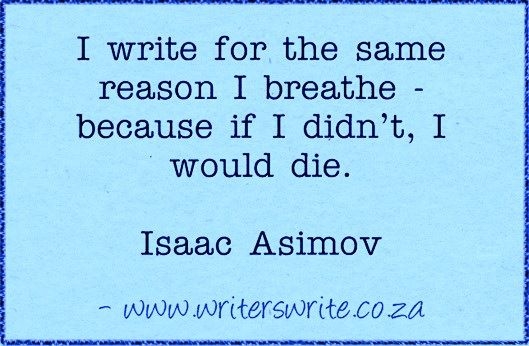 I write for the same
reason I breathe -
because if I didn't, I
would die.
Isaac Asimov
- www.writerswrite.co.za